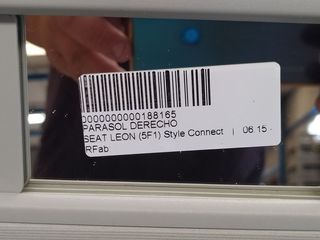 0000000000188165
PARASOL DERECHO
SEAT LEON (5F1) Style Connect | 06.15 -
RFab